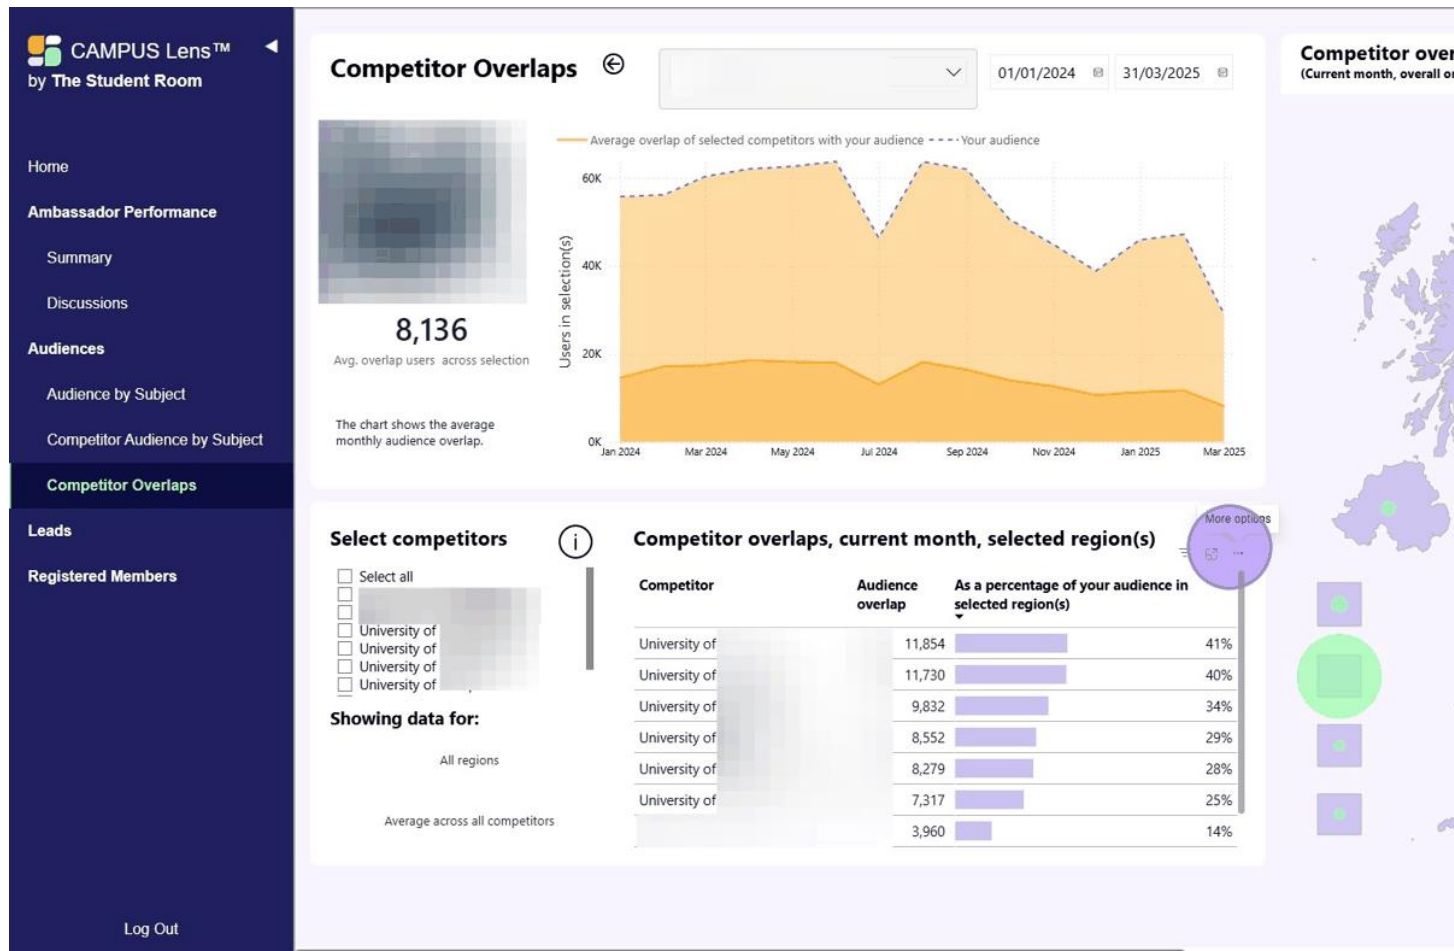 CAMPUS Lens™
by The Student Room
Home
Ambassador Performance
Summary
Discussions
Audiences
Audience by Subject
Competitor Audience by Subject
Competitor Overlaps
Leads
Registered Members
Log Out
Competitor Overlaps
01/01/2024
31/03/2025
8,136
Avg. overlap users across selection
The chart shows the average
monthly audience overlap.
Average overlap of selected competitors with your audience
Your audience
Users in selection(s)
60K
40K
20K
0K
Jan 2024
Mar 2024
May 2024
Jul 2024
Sep 2024
Nov 2024
Jan 2025
Mar 2025
Select competitors
i
Select all
University of
University of
University of
University of
Showing data for:
All regions
Average across all competitors
More options
Competitor overlaps, current month, selected region(s)
Competitor
Audience
overlap
As a percentage of your audience in
selected region(s)
University of 11,854 41%
University of 11,730 40%
University of 9,832 34%
University of 8,552 29%
University of 8,279 28%
University of 7,317 25%
3,960 14%
Competitor over
(Current month, overall o